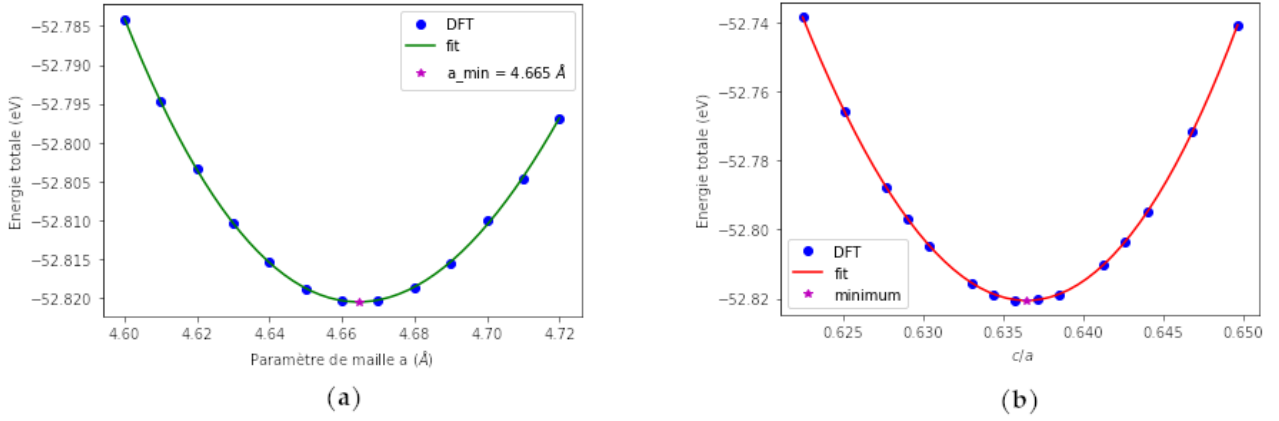 −52.785
−52.790
−52.795
−52.800
−52.805
−52.810
−52.815
−52.820
Energie totale (eV)
DFT
fit
a_min = 4.665 Å
4.60
4.62
4.64
4.66
4.68
4.70
4.72
Paramètre de maille a (Å)
(a)
−52.74
−52.76
−52.78
−52.80
−52.82
Energie totale (eV)
DFT
fit
minimum
0.625
0.630
0.635
0.640
0.645
0.650
c/a
(b)